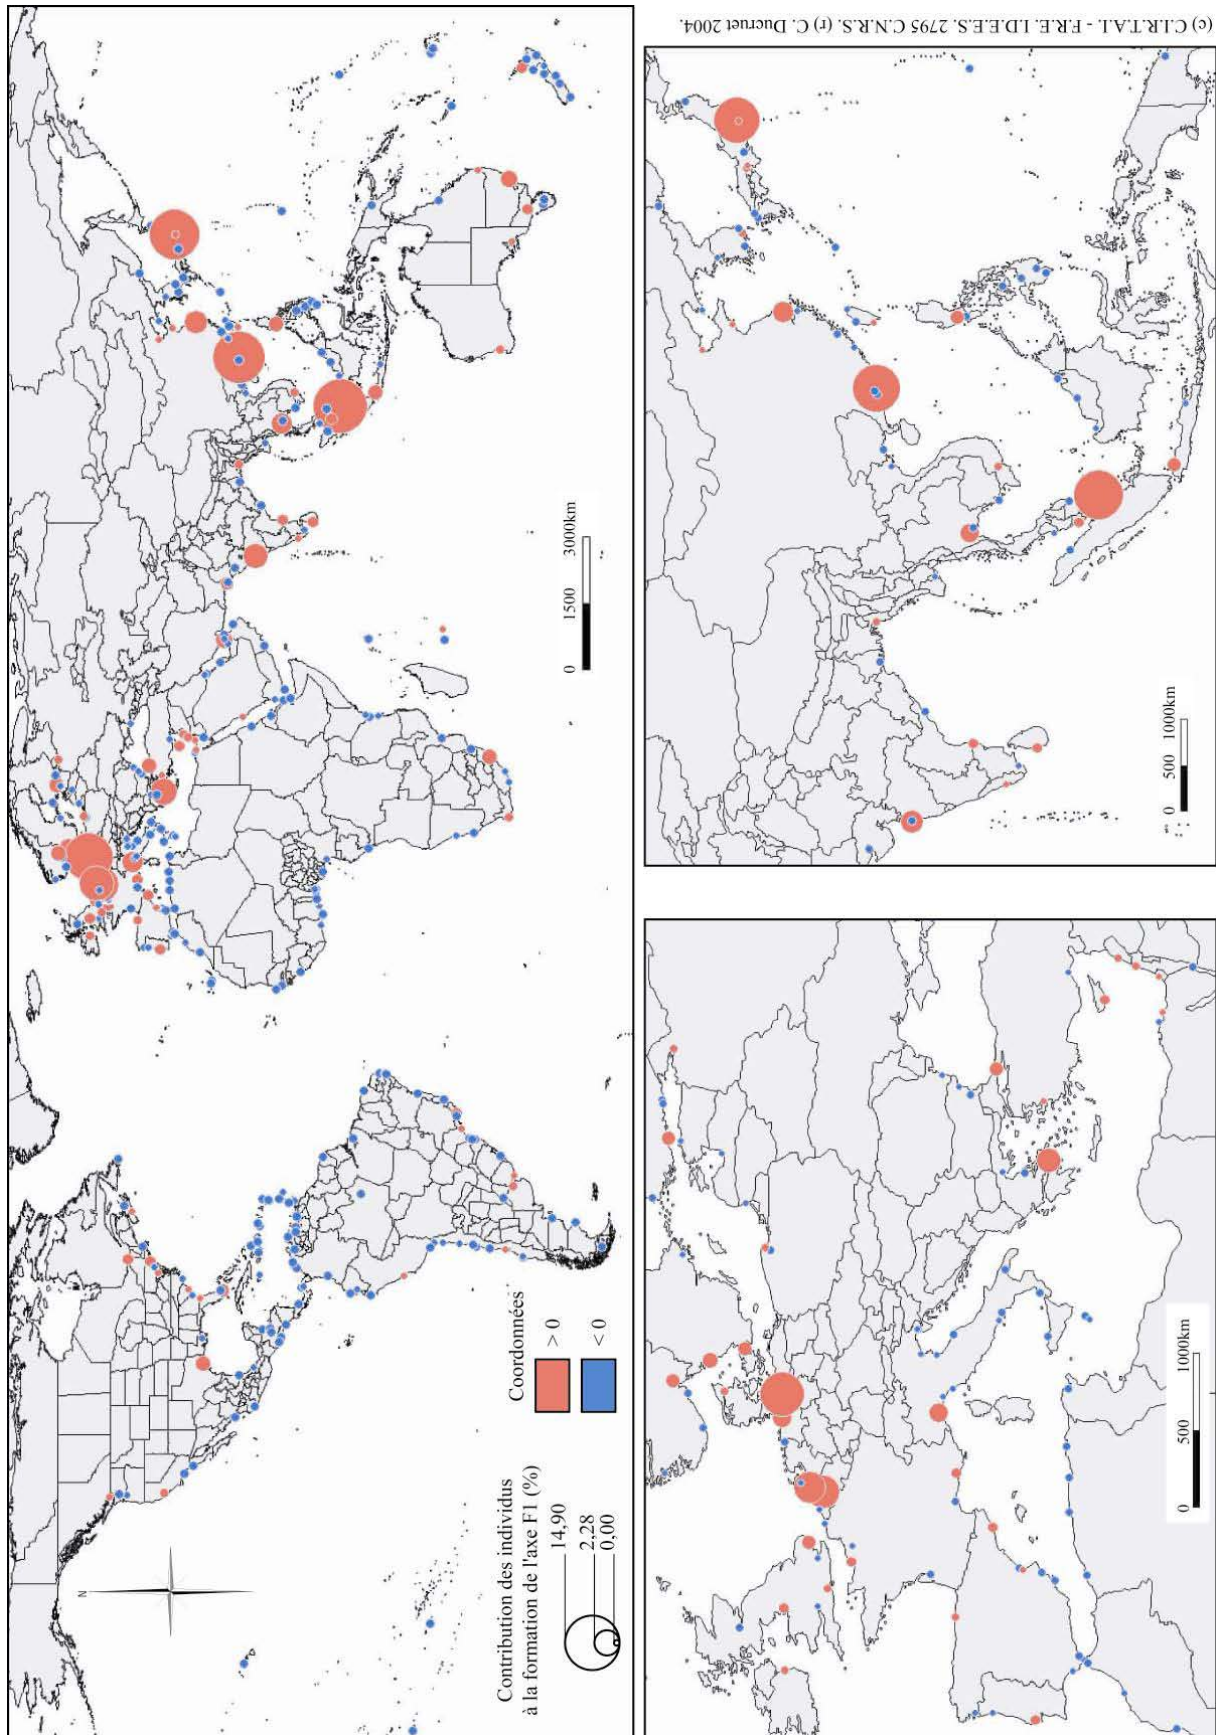 N
Contribution des individus
à la formation de l'axe F1 (%)
14,90
2,28
0,00
Coordonnées
> 0
< 0
0 1500 3000km
0 500 1000km
0 500 1000km
(c) C.I.R.T.A.I. - F.R.E. I.D.E.E.S. 2795 C.N.R.S. (r) C. Ducruet 2004.